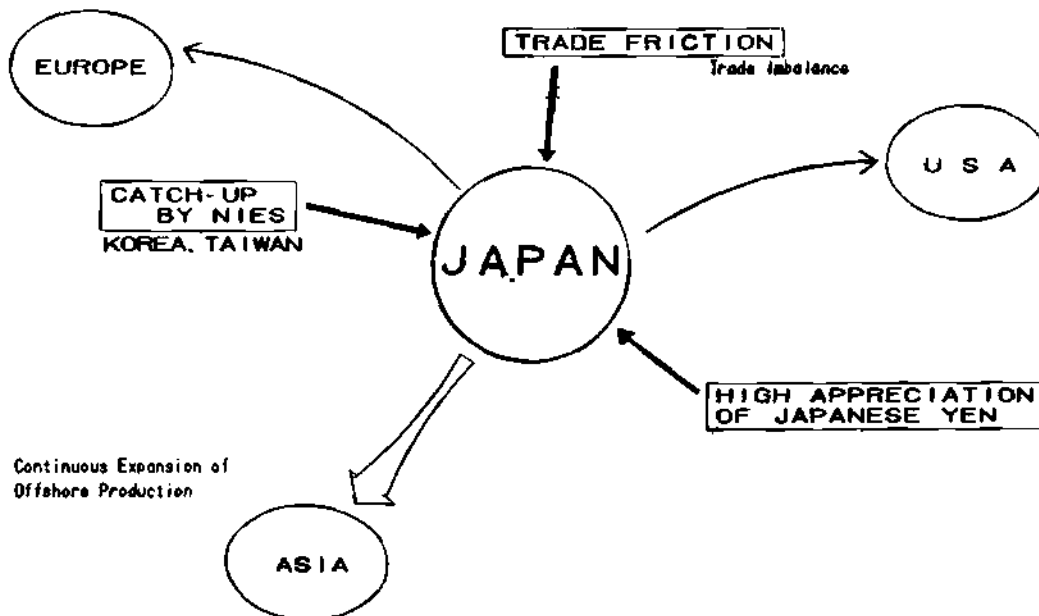 TRADE FRICTION
Trade Imbalance
EUROPE
USA
CATCH-UP
BY NIES
KOREA. TAIWAN
JAPAN
HIGH APPRECIATION
OF JAPANESE YEN
Continuous Expansion of
Offshore Production
ASIA